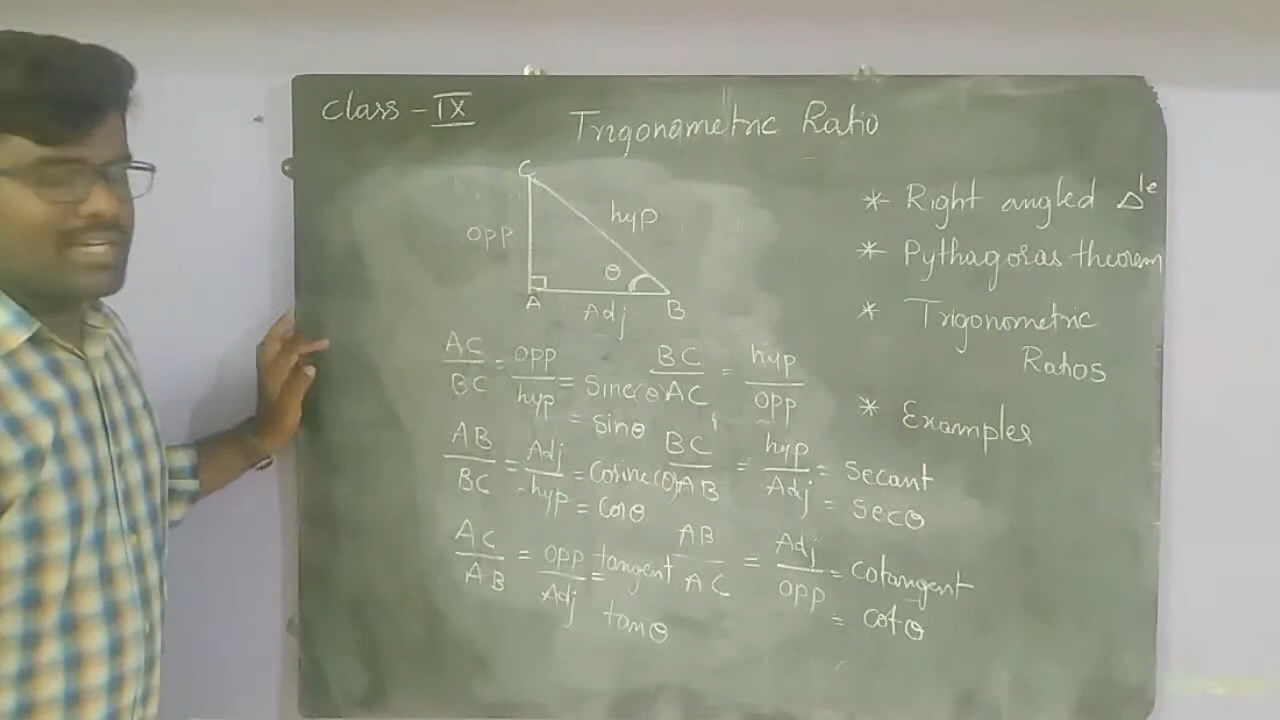 Class - IX
Trigonometric Ratio
C
opp
hyp
θ
A
Adj
B
* Right angled Δle
* Pythagoras theorem
* Trigonometric
Ratios
* Examples
AC/BC = opp/hyp = Sine(θ)
= sinθ
BC/AC = hyp/opp
AB/BC = Adj/hyp = Cosine(θ)
= Cosθ
BC/AB = hyp/Adj = Secant
= Secθ
AC/AB = opp/Adj = tangent
tanθ
AB/AC = Adj/opp = cotangent
= cotθ